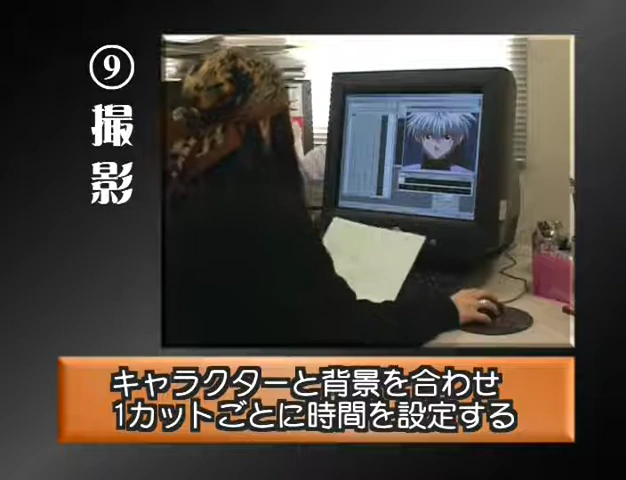 ⑨撮影
キャラクターと背景を合わせ
1カットごとに時間を設定する